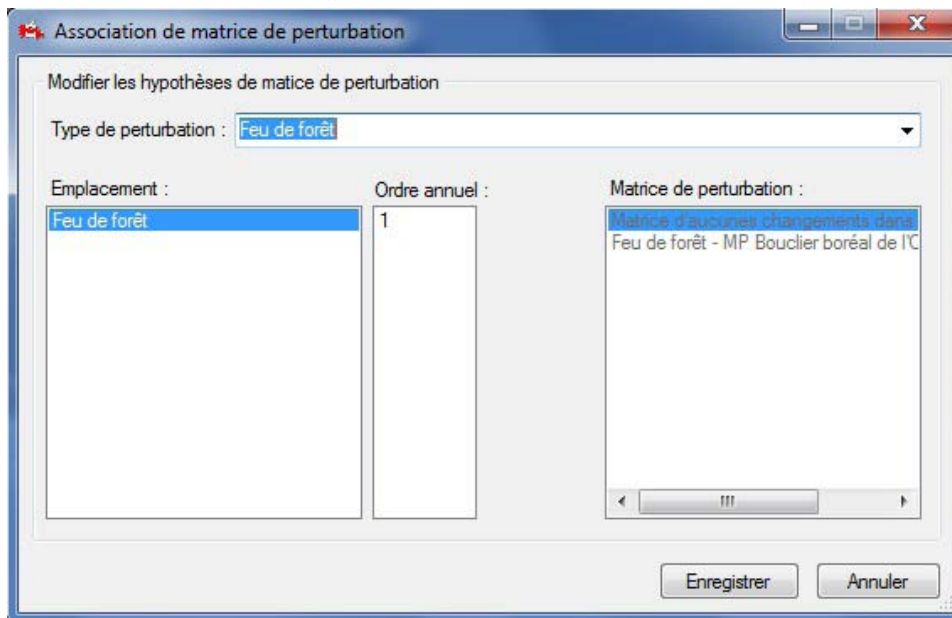 Association de matrice de perturbation
Modifier les hypothèses de matice de perturbation
Type de perturbation : Feu de forêt
Emplacement :
Feu de forêt
Ordre annuel :
1
Matrice de perturbation :
Matrice d'aucunes changements dans
Feu de forêt - MP Bouclier boréal de l'O
Enregistrer
Annuler